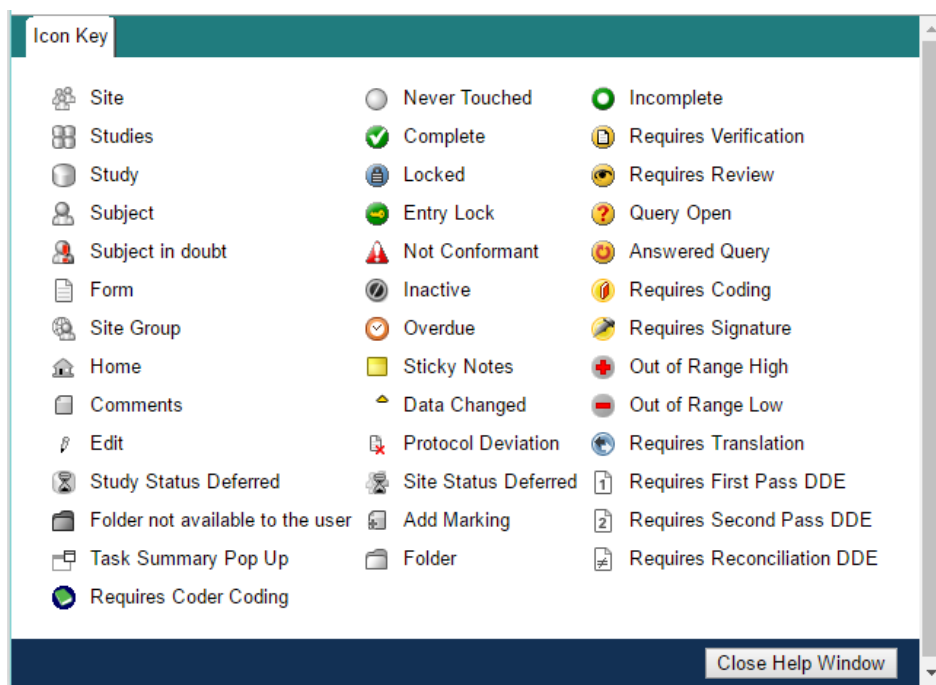 Icon Key
Site
Never Touched
Incomplete
Studies
Complete
Requires Verification
Study
Locked
Requires Review
Subject
Entry Lock
Query Open
Subject in doubt
Not Conformant
Answered Query
Form
Inactive
Requires Coding
Site Group
Overdue
Requires Signature
Home
Sticky Notes
Out of Range High
Comments
Data Changed
Out of Range Low
Edit
Protocol Deviation
Requires Translation
Study Status Deferred
Site Status Deferred
1
Requires First Pass DDE
Folder not available to the user
Add Marking
2
Requires Second Pass DDE
Task Summary Pop Up
Folder
≠
Requires Reconciliation DDE
Requires Coder Coding
Close Help Window